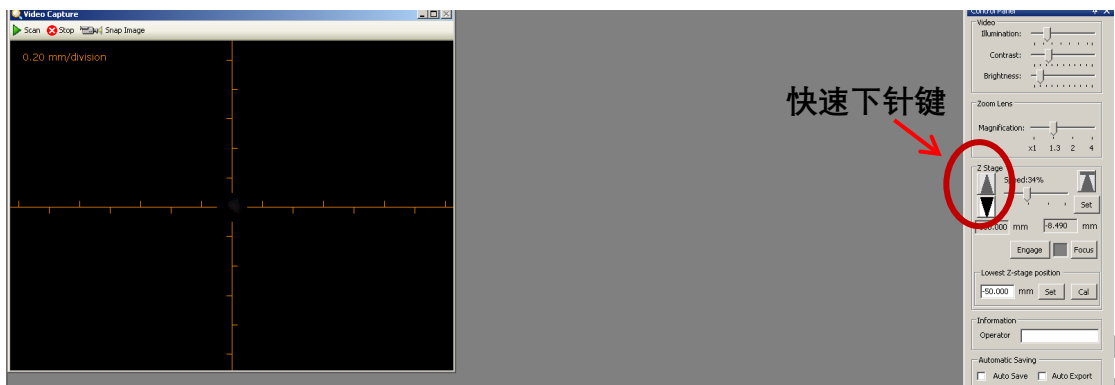 Video Capture
Scan Stop Snap Image
0.20 mm/division
快速下针键
Control Panel
Video
Illumination:
Contrast:
Brightness:
Zoom Lens
Magnification:
x1 1.3 2 4
Z Stage
Speed:34%
Set
mm -8.490 mm
Engage Focus
Lowest Z-stage position
-50.000 mm Set Cal
Information
Operator
Automatic Saving
Auto Save Auto Export